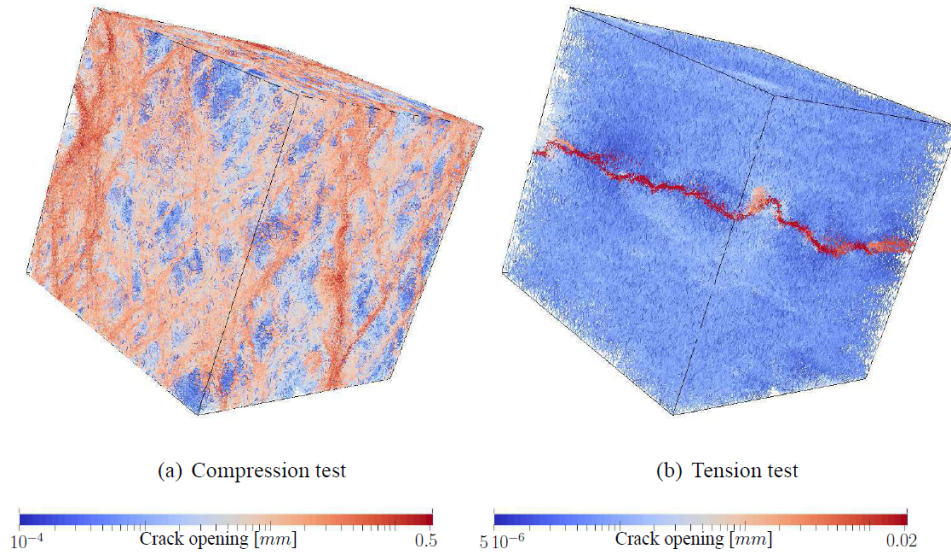 (a) Compression test
(b) Tension test
10⁻⁴ Crack opening [mm] 0.5
5 10⁻⁶ Crack opening [mm] 0.02